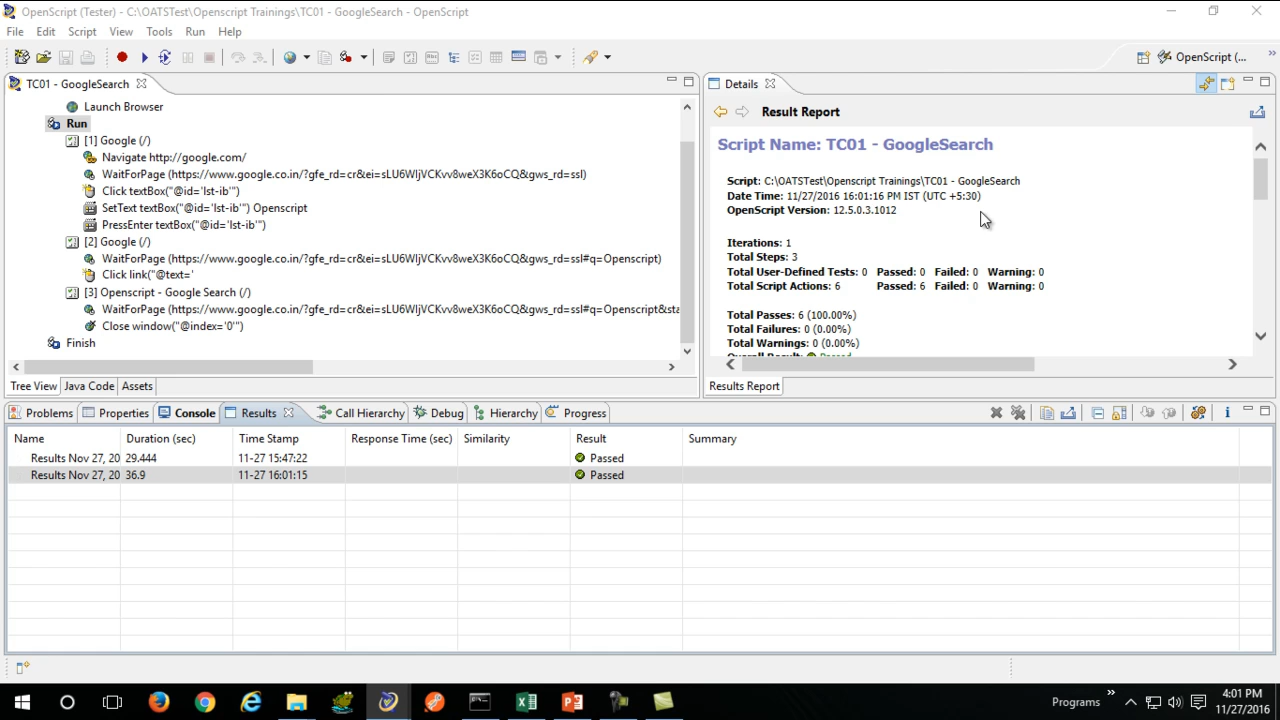 OpenScript (Tester) - C:\OATSTest\Openscript Trainings\TC01 - GoogleSearch - OpenScript
File Edit Script View Tools Run Help
OpenScript (...
TC01 - GoogleSearch
Launch Browser
Run
[1] Google (/)
Navigate http://google.com/
WaitForPage (https://www.google.co.in/?gfe_rd=cr&ei=sLU6WIjVCKvv8weX3K6oCQ&gws_rd=ssl)
Click textBox("@id='lst-ib'")
SetText textBox("@id='lst-ib'") Openscript
PressEnter textBox("@id='lst-ib'")
[2] Google (/)
WaitForPage (https://www.google.co.in/?gfe_rd=cr&ei=sLU6WIjVCKvv8weX3K6oCQ&gws_rd=ssl#q=Openscript)
Click link("@text='
[3] Openscript - Google Search (/)
WaitForPage (https://www.google.co.in/?gfe_rd=cr&ei=sLU6WIjVCKvv8weX3K6oCQ&gws_rd=ssl#q=Openscript&sta
Close window("@index='0'")
Finish
Tree View Java Code Assets
Details
Result Report
Script Name: TC01 - GoogleSearch
Script: C:\OATSTest\Openscript Trainings\TC01 - GoogleSearch
Date Time: 11/27/2016 16:01:16 PM IST (UTC +5:30)
OpenScript Version: 12.5.0.3.1012
Iterations: 1
Total Steps: 3
Total User-Defined Tests: 0 Passed: 0 Failed: 0 Warning: 0
Total Script Actions: 6 Passed: 6 Failed: 0 Warning: 0
Total Passes: 6 (100.00%)
Total Failures: 0 (0.00%)
Total Warnings: 0 (0.00%)
Overall Result: Passed
Results Report
Problems Properties Console Results Call Hierarchy Debug Hierarchy Progress
Name Duration (sec) Time Stamp Response Time (sec) Similarity Result Summary
Results Nov 27, 20 29.444 11-27 15:47:22 Passed
Results Nov 27, 20 36.9 11-27 16:01:15 Passed
Programs
4:01 PM
11/27/2016